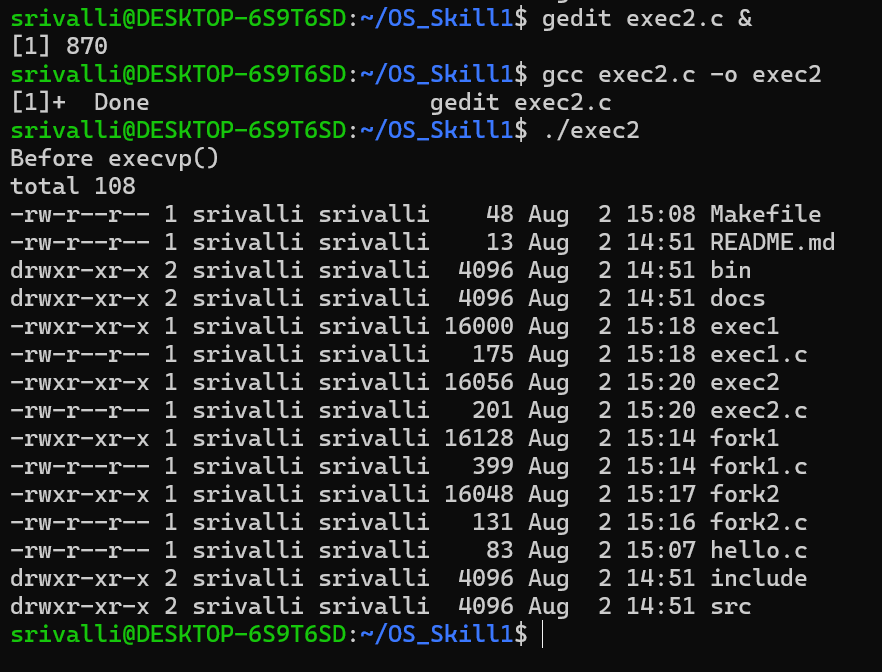 srivalli@DESKTOP-6S9T6SD:~/OS_Skill1$ gedit exec2.c &
[1] 870
srivalli@DESKTOP-6S9T6SD:~/OS_Skill1$ gcc exec2.c -o exec2
[1]+  Done                    gedit exec2.c
srivalli@DESKTOP-6S9T6SD:~/OS_Skill1$ ./exec2
Before execvp()
total 108
-rw-r--r-- 1 srivalli srivalli    48 Aug  2 15:08 Makefile
-rw-r--r-- 1 srivalli srivalli    13 Aug  2 14:51 README.md
drwxr-xr-x 2 srivalli srivalli  4096 Aug  2 14:51 bin
drwxr-xr-x 2 srivalli srivalli  4096 Aug  2 14:51 docs
-rwxr-xr-x 1 srivalli srivalli 16000 Aug  2 15:18 exec1
-rw-r--r-- 1 srivalli srivalli   175 Aug  2 15:18 exec1.c
-rwxr-xr-x 1 srivalli srivalli 16056 Aug  2 15:20 exec2
-rw-r--r-- 1 srivalli srivalli   201 Aug  2 15:20 exec2.c
-rwxr-xr-x 1 srivalli srivalli 16128 Aug  2 15:14 fork1
-rw-r--r-- 1 srivalli srivalli   399 Aug  2 15:14 fork1.c
-rwxr-xr-x 1 srivalli srivalli 16048 Aug  2 15:17 fork2
-rw-r--r-- 1 srivalli srivalli   131 Aug  2 15:16 fork2.c
-rw-r--r-- 1 srivalli srivalli    83 Aug  2 15:07 hello.c
drwxr-xr-x 2 srivalli srivalli  4096 Aug  2 14:51 include
drwxr-xr-x 2 srivalli srivalli  4096 Aug  2 14:51 src
srivalli@DESKTOP-6S9T6SD:~/OS_Skill1$